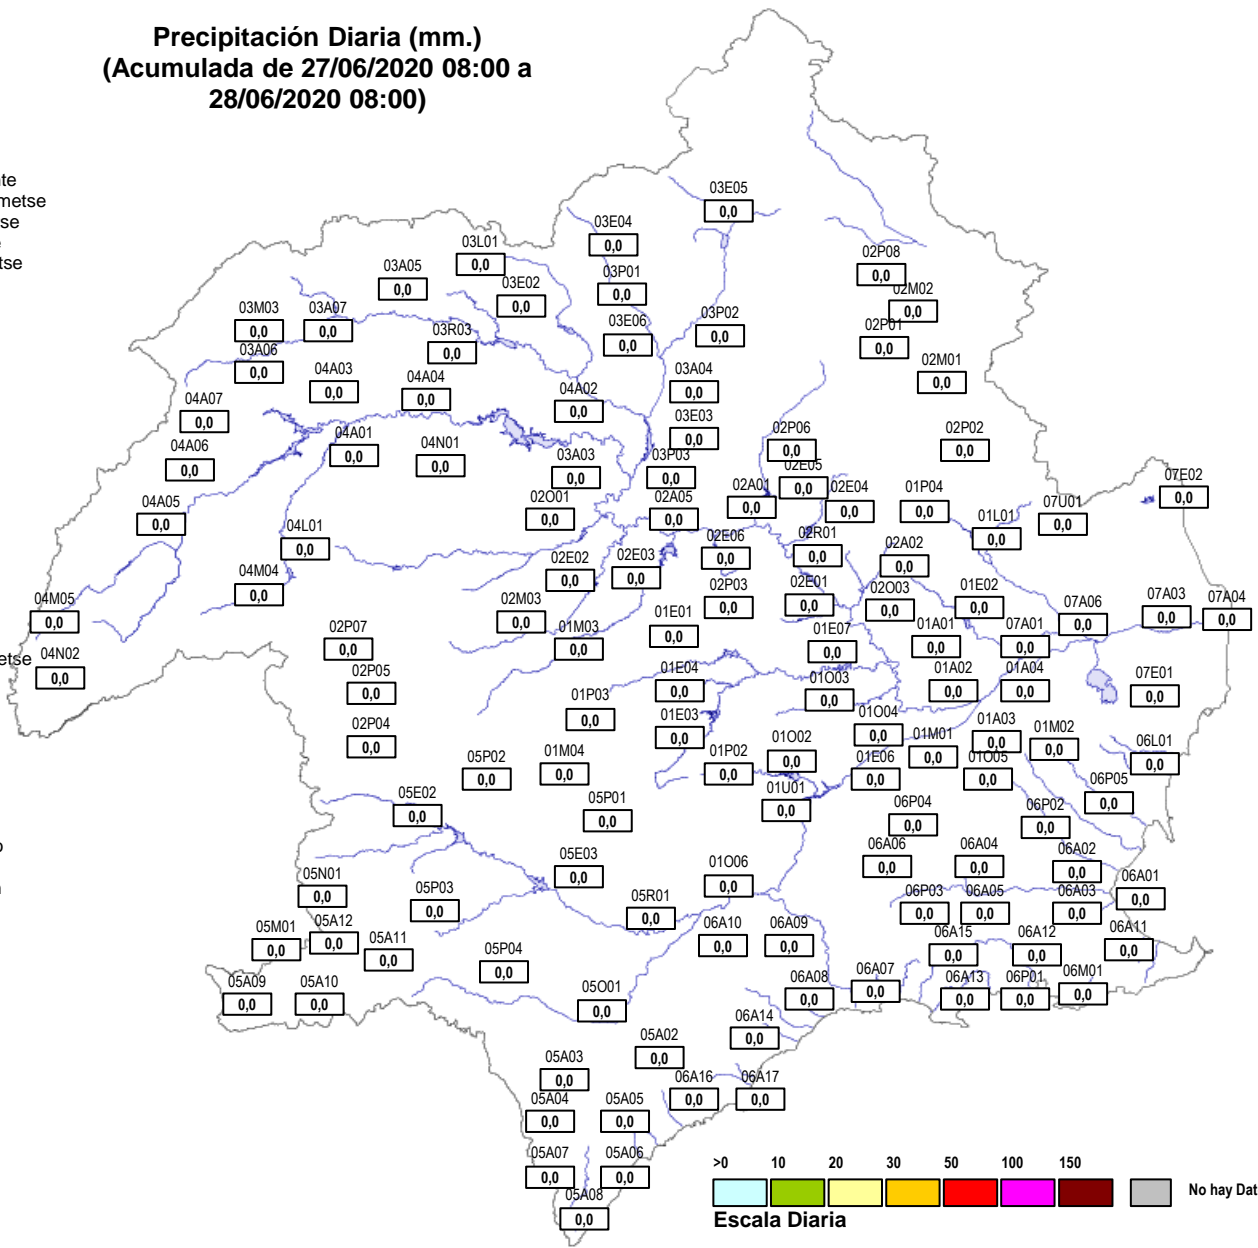 Precipitación Diaria (mm.)
(Acumulada de 27/06/2020 08:00 a
28/06/2020 08:00)
te
metse
se
tse
etse
03E05
0,0
03E04
0,0
03L01
0,0
02P08
0,0
03A05
0,0
03P01
0,0
03E02
0,0
02M02
0,0
03M03
0,0
03A07
0,0
03P02
0,0
03E06
0,0
03R03
0,0
02P01
0,0
03A06
0,0
02M01
0,0
04A03
0,0
04A04
0,0
03A04
0,0
04A02
0,0
04A07
0,0
03E03
0,0
02P06
0,0
02P02
0,0
04A01
0,0
04N01
0,0
04A06
0,0
03A03
0,0
03P03
0,0
02E05
0,0
07E02
0,0
02A01
0,0
02E04
0,0
01P04
0,0
04A05
0,0
02O01
0,0
02A05
0,0
07U01
0,0
01L01
0,0
04L01
0,0
02E06
0,0
02R01
0,0
02A02
0,0
02E02
0,0
02E03
0,0
04M04
0,0
02P03
0,0
02E01
0,0
02O03
0,0
01E02
0,0
07A03
0,0
07A04
0,0
04M05
0,0
02M03
0,0
07A06
0,0
01E01
0,0
02P07
0,0
01M03
0,0
01E07
0,0
01A01
0,0
07A01
0,0
04N02
0,0
02P05
0,0
01E04
0,0
01O03
0,0
01A02
0,0
01A04
0,0
07E01
0,0
01P03
0,0
01E03
0,0
01O04
0,0
01A03
0,0
02P04
0,0
01M02
0,0
01O02
0,0
01M01
0,0
06L01
0,0
05P02
0,0
01M04
0,0
01P02
0,0
01E06
0,0
01O05
0,0
06P05
0,0
05E02
0,0
01U01
0,0
05P01
0,0
06P04
0,0
06P02
0,0
06A06
0,0
06A04
0,0
06A02
0,0
05E03
0,0
01O06
0,0
05N01
0,0
06A01
0,0
05P03
0,0
05R01
0,0
06P03
0,0
06A05
0,0
06A03
0,0
05M01
0,0
05A12
0,0
05A11
0,0
06A10
0,0
06A09
0,0
06A15
0,0
06A12
0,0
06A11
0,0
05P04
0,0
05A09
0,0
05A10
0,0
05O01
0,0
06A08
0,0
06A07
0,0
06A13
0,0
06P01
0,0
06M01
0,0
06A14
0,0
05A02
0,0
05A03
0,0
06A16
0,0
06A17
0,0
05A04
0,0
05A05
0,0
05A07
0,0
05A06
0,0
05A08
0,0
>0 10 20 30 50 100 150
No hay Dat
Escala Diaria